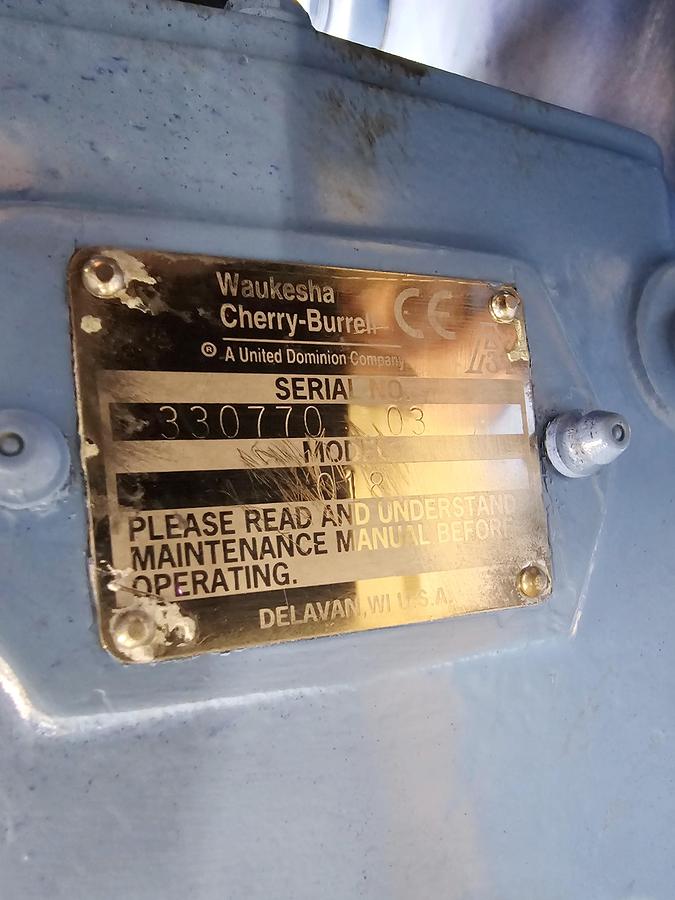 Waukesha
Cherry-Burrell
CE
® A United Dominion Company
SERIAL NO.
330770 03
MODEL
018
PLEASE READ AND UNDERSTAND
MAINTENANCE MANUAL BEFORE
OPERATING.
DELAVAN, WI U.S.A.